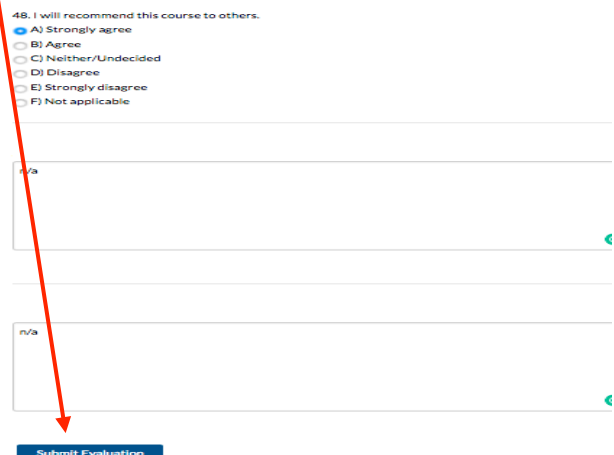 48. I will recommend this course to others.
A) Strongly agree
B) Agree
C) Neither/Undecided
D) Disagree
E) Strongly disagree
F) Not applicable
n/a
n/a
Submit Evaluation